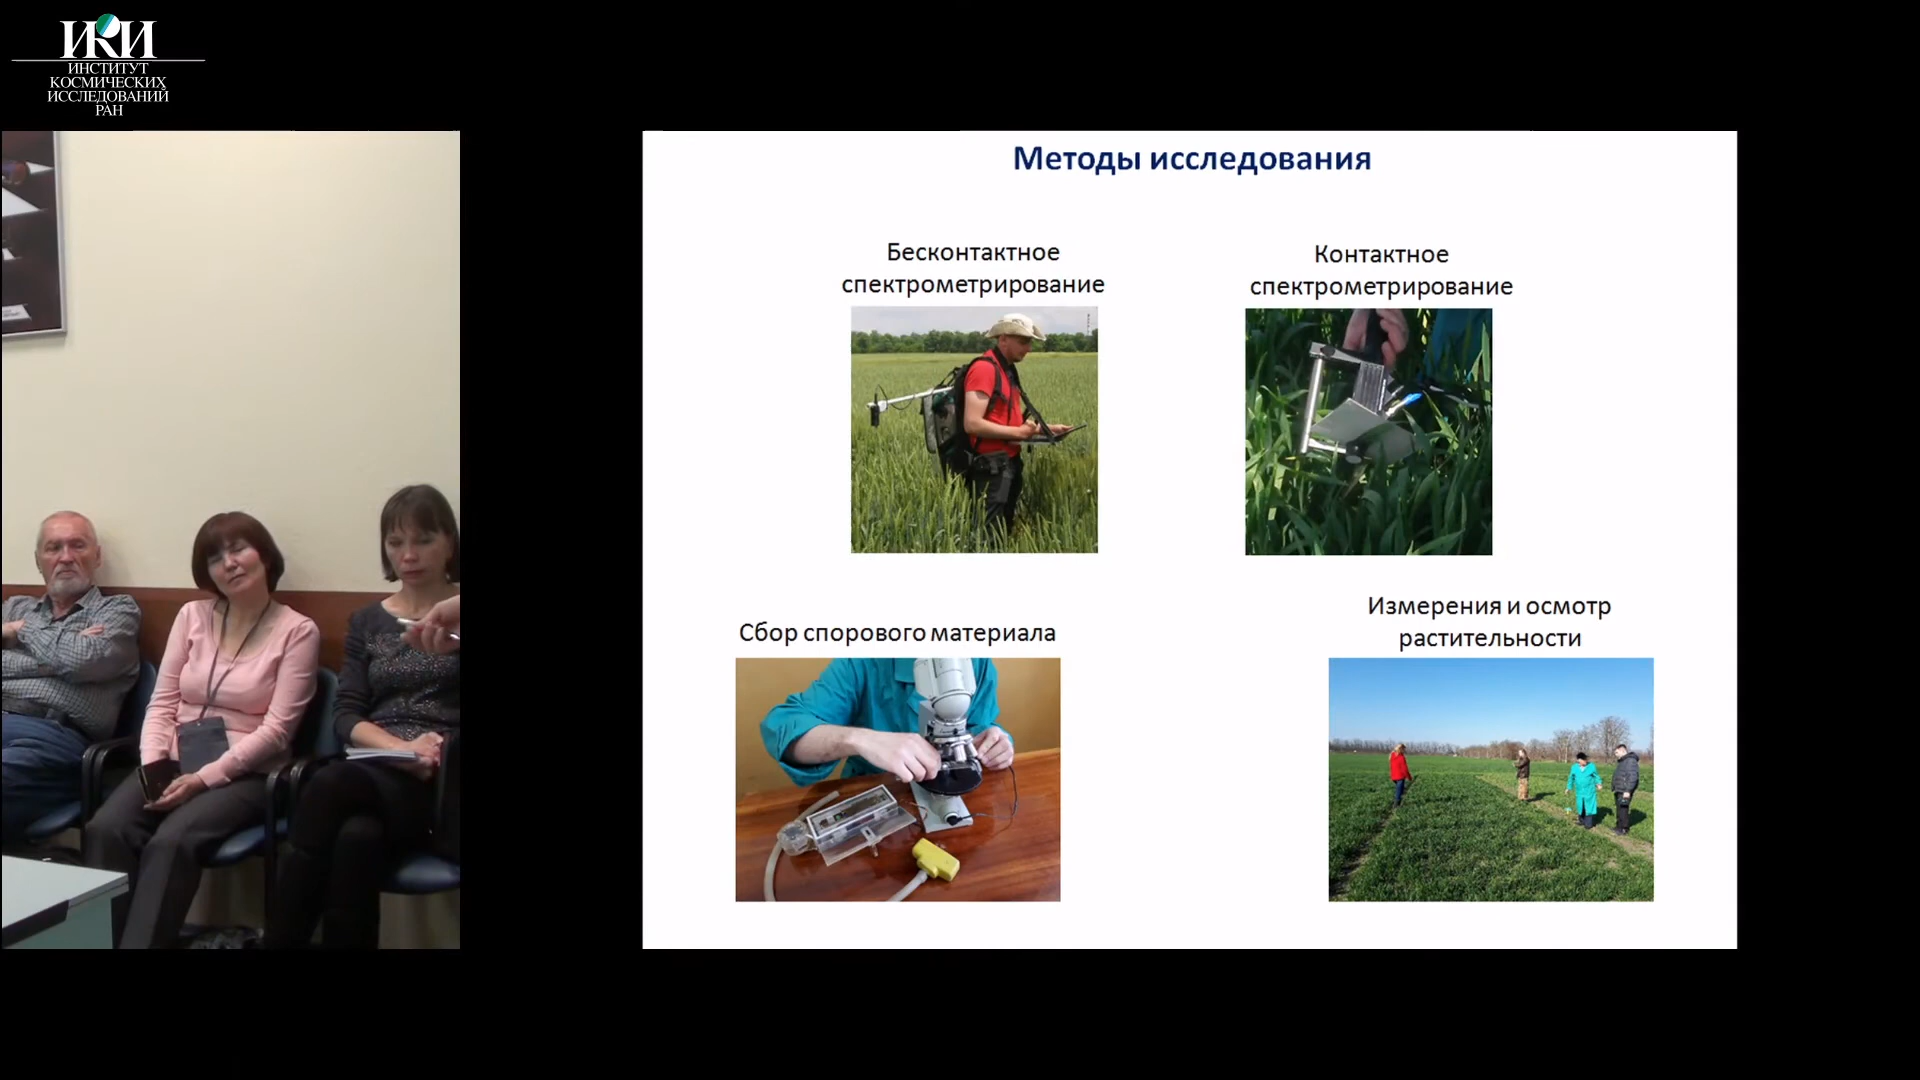 ИКИ
ИНСТИТУТ
КОСМИЧЕСКИХ
ИССЛЕДОВАНИЙ
РАН
Методы исследования
Бесконтактное
спектрометрирование
Контактное
спектрометрирование
Сбор спорового материала
Измерения и осмотр
растительности